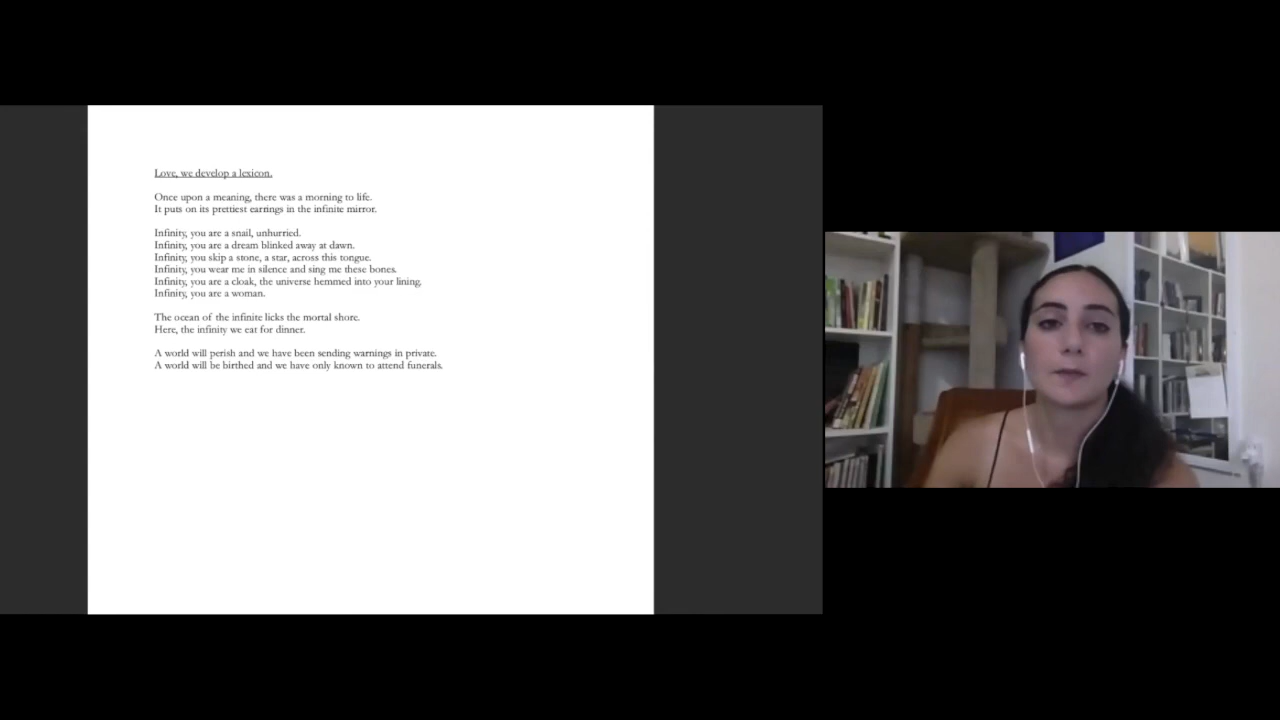 Love, we develop a lexicon.
Once upon a meaning, there was a morning to life.
It puts on its prettiest earrings in the infinite mirror.
Infinity, you are a snail, unhurried.
Infinity, you are a dream blinked away at dawn.
Infinity, you skip a stone, a star, across this tongue.
Infinity, you wear me in silence and sing me these bones.
Infinity, you are a cloak, the universe hemmed into your lining.
Infinity, you are a woman.
The ocean of the infinite licks the mortal shore.
Here, the infinity we eat for dinner.
A world will perish and we have been sending warnings in private.
A world will be birthed and we have only known to attend funerals.